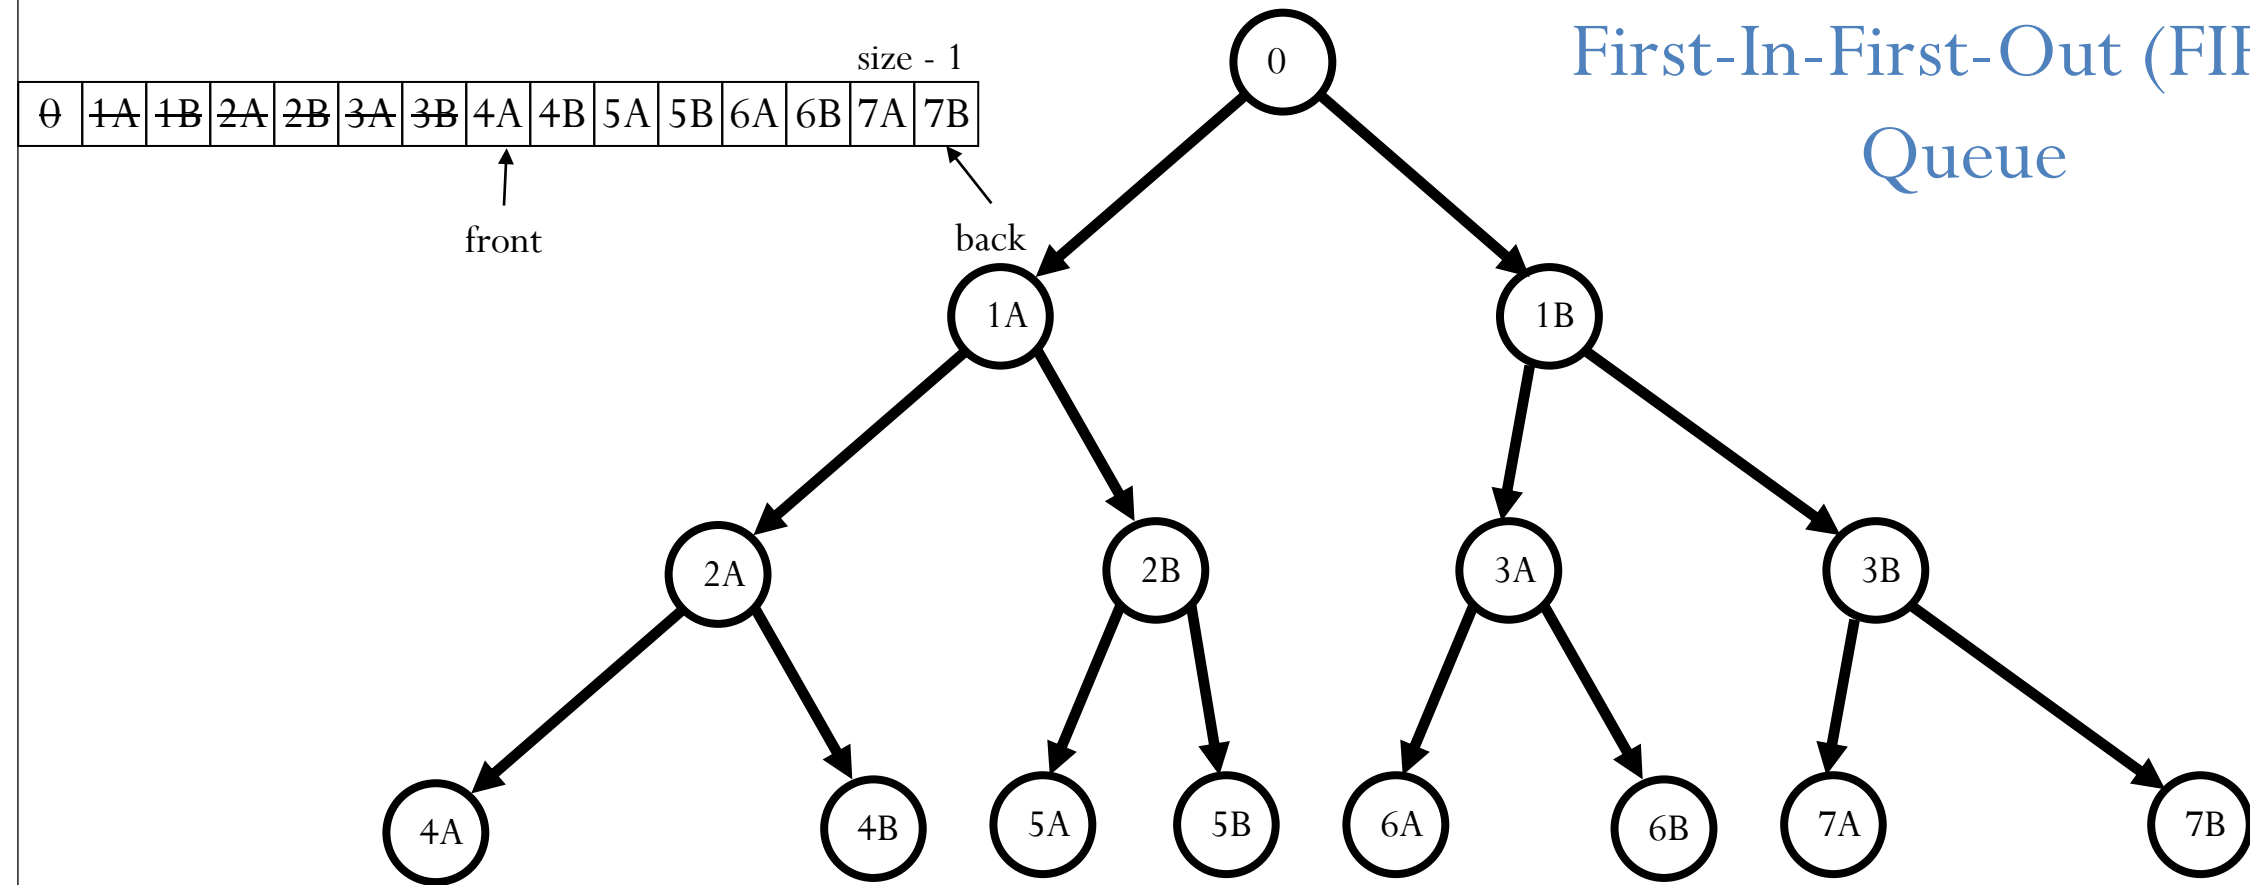 First-In-First-Out (FIF
Queue
size - 1
0 1A 1B 2A 2B 3A 3B 4A 4B 5A 5B 6A 6B 7A 7B
front
back
0
1A 1B
2A 2B 3A 3B
4A 4B 5A 5B 6A 6B 7A 7B